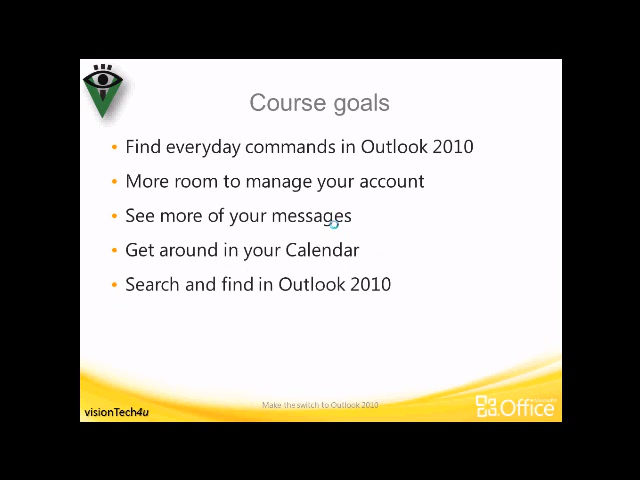 Course goals
• Find everyday commands in Outlook 2010
• More room to manage your account
• See more of your messages
• Get around in your Calendar
• Search and find in Outlook 2010
Make the switch to Outlook 2010
visionTech4u
Office